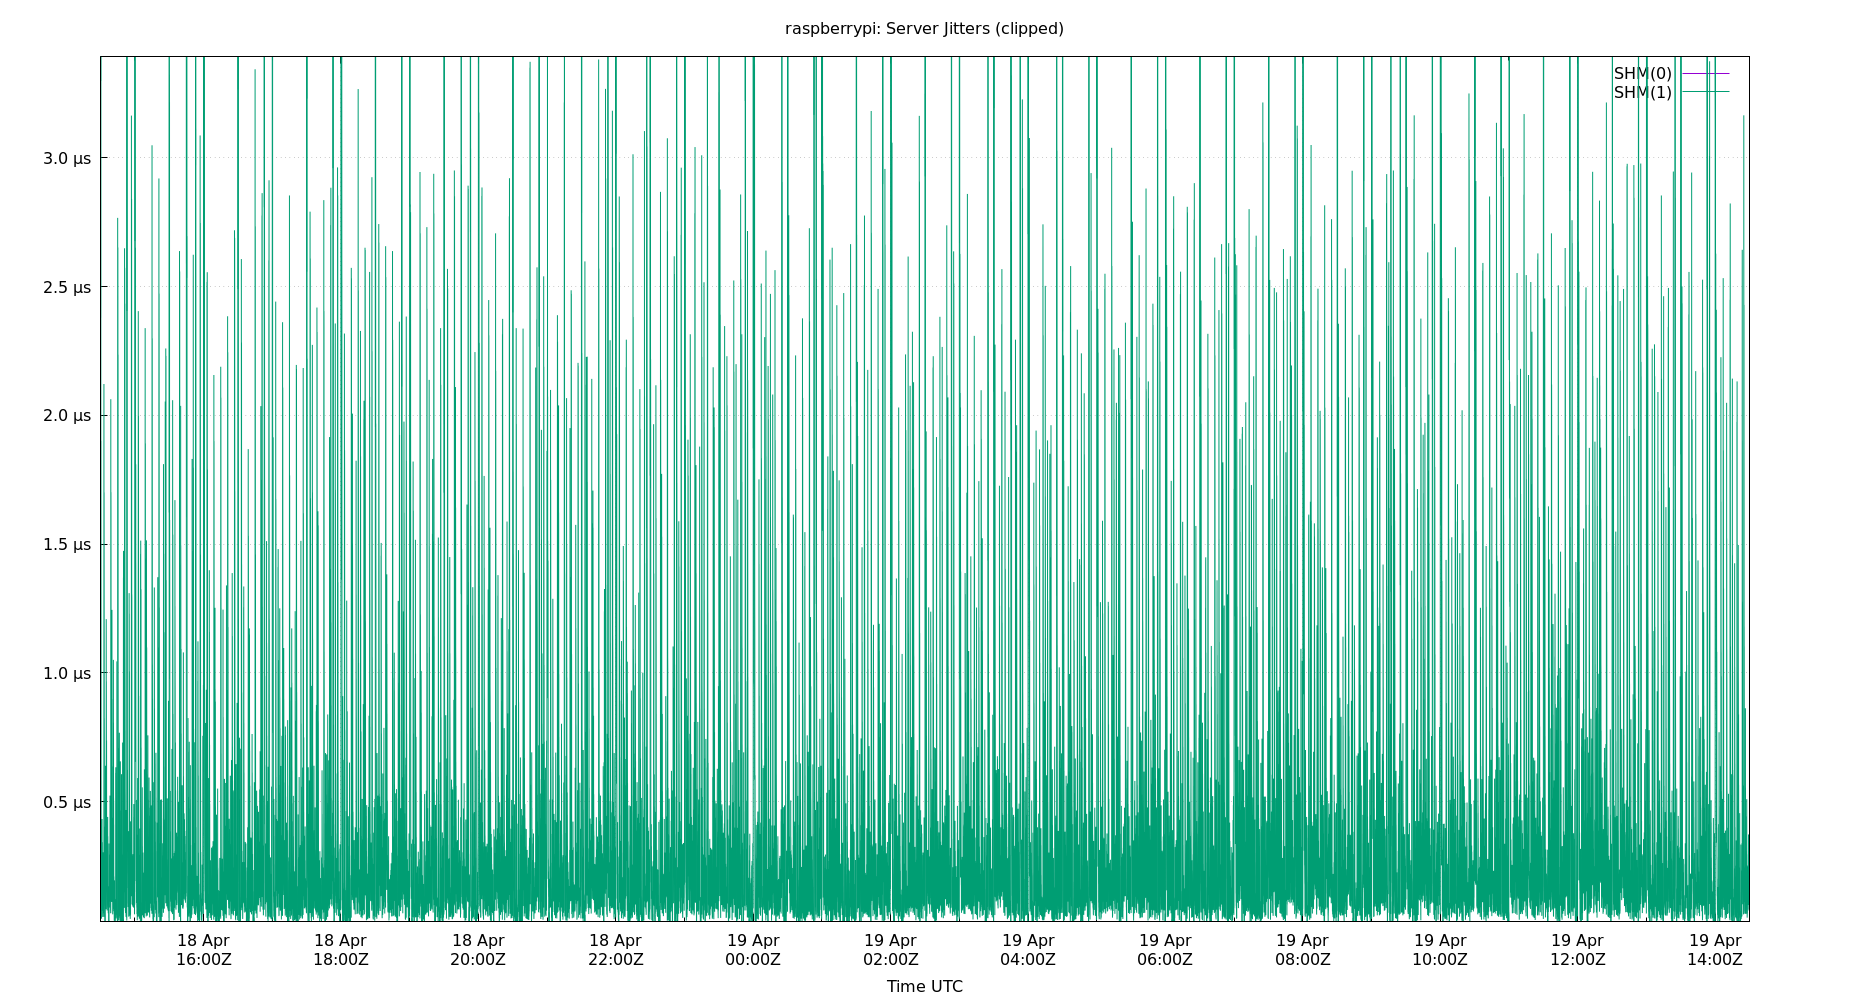 raspberrypi: Server Jitters (clipped)
SHM(0)
SHM(1)
3.0 µs
2.5 µs
2.0 µs
1.5 µs
1.0 µs
0.5 µs
18 Apr 18 Apr 18 Apr 18 Apr 19 Apr 19 Apr 19 Apr 19 Apr 19 Apr 19 Apr 19 Apr 19 Apr
16:00Z 18:00Z 20:00Z 22:00Z 00:00Z 02:00Z 04:00Z 06:00Z 08:00Z 10:00Z 12:00Z 14:00Z
Time UTC